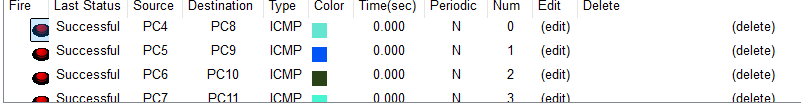 Fire Last Status Source Destination Type Color Time(sec) Periodic Num Edit Delete
Successful PC4 PC8 ICMP 0.000 N 0 (edit) (delete)
Successful PC5 PC9 ICMP 0.000 N 1 (edit) (delete)
Successful PC6 PC10 ICMP 0.000 N 2 (edit) (delete)
Successful PC7 PC11 ICMP 0.000 N 3 (edit) (delete)